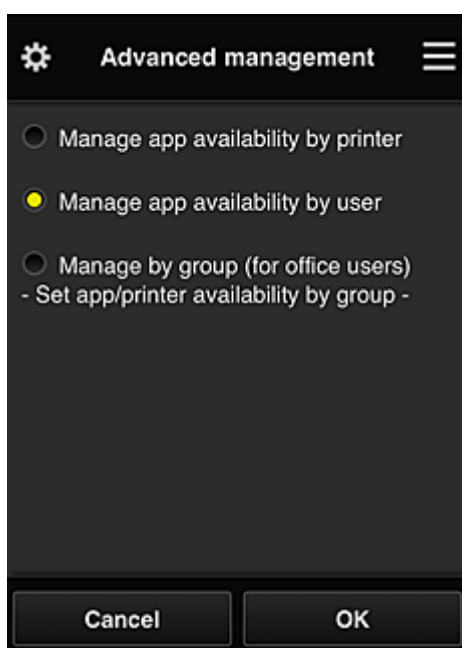 Advanced management
Manage app availability by printer
Manage app availability by user
Manage by group (for office users)
- Set app/printer availability by group -
Cancel
OK